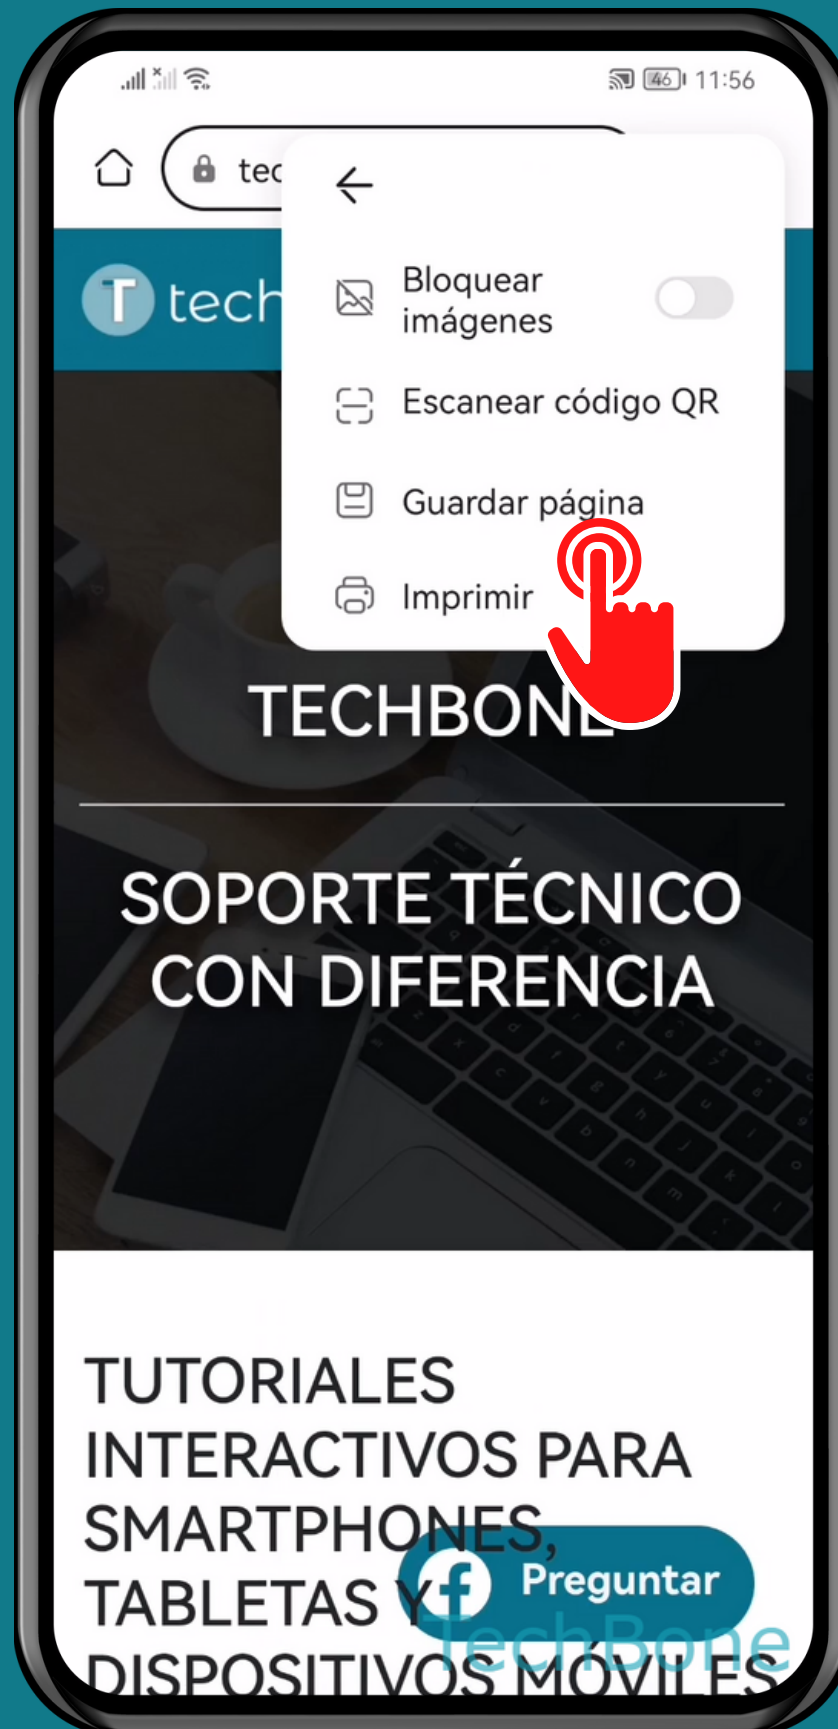 46 11:56
tec
tech
Bloquear
imágenes
Escanear código QR
Guardar página
Imprimir
TECHBONE
SOPORTE TÉCNICO
CON DIFERENCIA
TUTORIALES
INTERACTIVOS PARA
SMARTPHONES,
TABLETAS Y
Preguntar
TechBone
DISPOSITIVOS MÓVILES